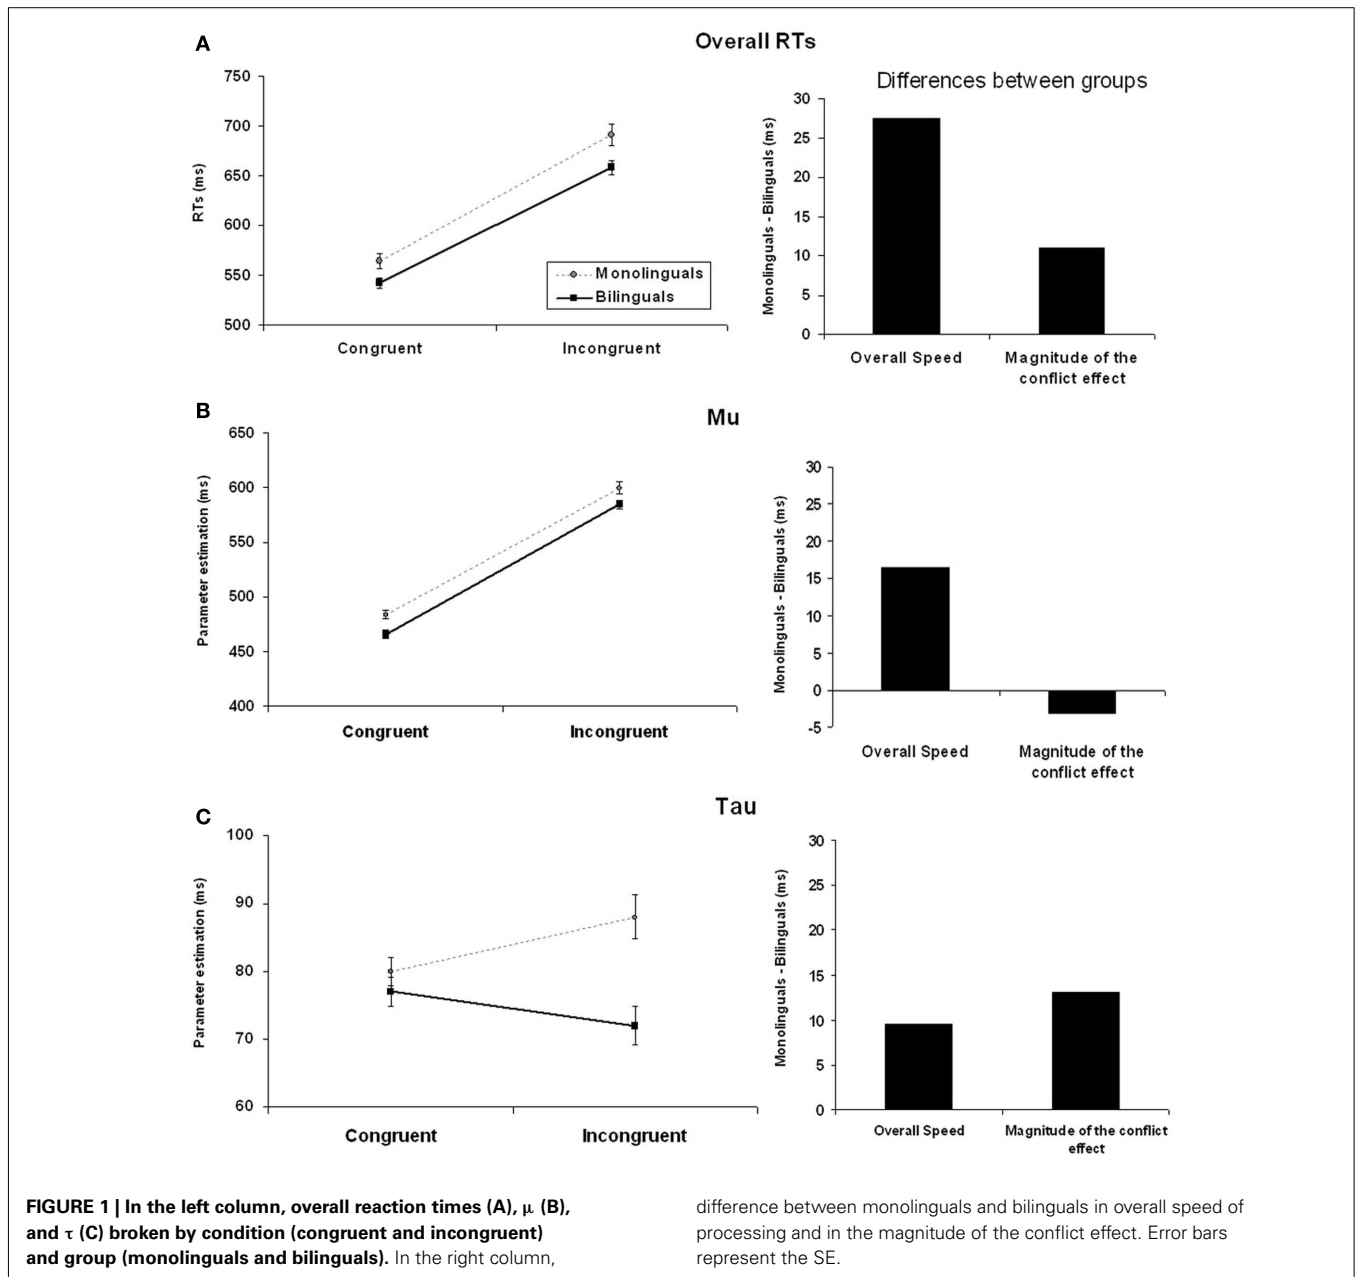 A
Overall RTs
750
700
650
600
550
500
RTs (ms)
Monolinguals
Bilinguals
Congruent
Incongruent
Differences between groups
30
25
20
15
10
5
0
Monolinguals - Bilinguals (ms)
Overall Speed
Magnitude of the
conflict effect
B
Mu
650
600
550
500
450
400
Parameter estimation (ms)
Congruent
Incongruent
30
25
20
15
10
5
0
-5
Monolinguals - Bilinguals (ms)
Overall Speed
Magnitude of the
conflict effect
C
Tau
100
90
80
70
60
Parameter estimation (ms)
Congruent
Incongruent
30
25
20
15
10
5
0
Monolinguals - Bilinguals (ms)
Overall Speed
Magnitude of the conflict
effect
FIGURE 1 | In the left column, overall reaction times (A), μ (B),
and τ (C) broken by condition (congruent and incongruent)
and group (monolinguals and bilinguals). In the right column,
difference between monolinguals and bilinguals in overall speed of
processing and in the magnitude of the conflict effect. Error bars
represent the SE.